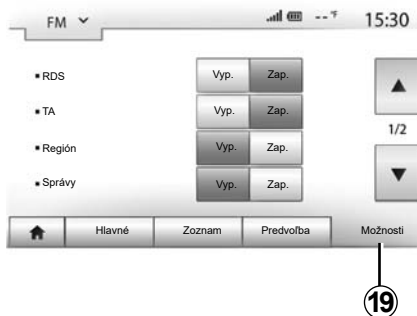 FM --°F 15:30
RDS Vyp. Zap.
TA Vyp. Zap.
1/2
Región Vyp. Zap.
Správy Vyp. Zap.
Hlavné Zoznam Predvoľba Možnosti
19